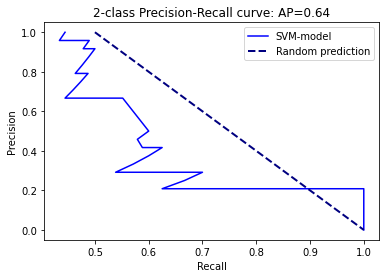 2-class Precision-Recall curve: AP=0.64
SVM-model
Random prediction
Precision
1.0
0.8
0.6
0.4
0.2
0.0
0.5 0.6 0.7 0.8 0.9 1.0
Recall